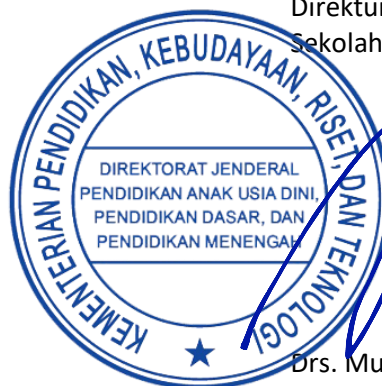 Direktur
Sekolah
KEMENTERIAN PENDIDIKAN, KEBUDAYAAN, RISET, DAN TEKNOLOGI
DIREKTORAT JENDERAL
PENDIDIKAN ANAK USIA DINI,
PENDIDIKAN DASAR, DAN
PENDIDIKAN MENENGAH
Drs. Mu